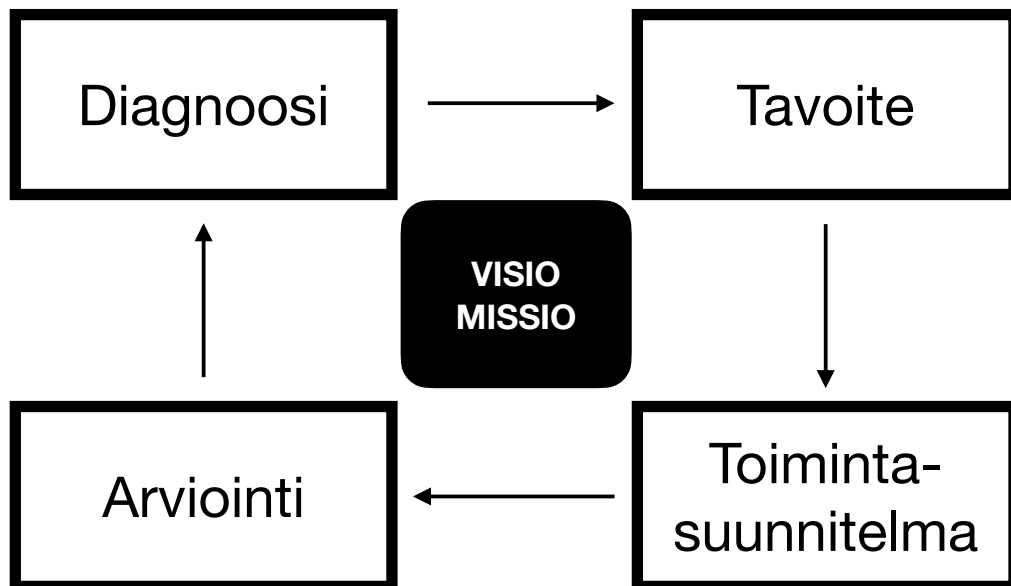 Diagnoosi
Tavoite
VISIO
MISSIO
Arviointi
Toiminta-
suunnitelma